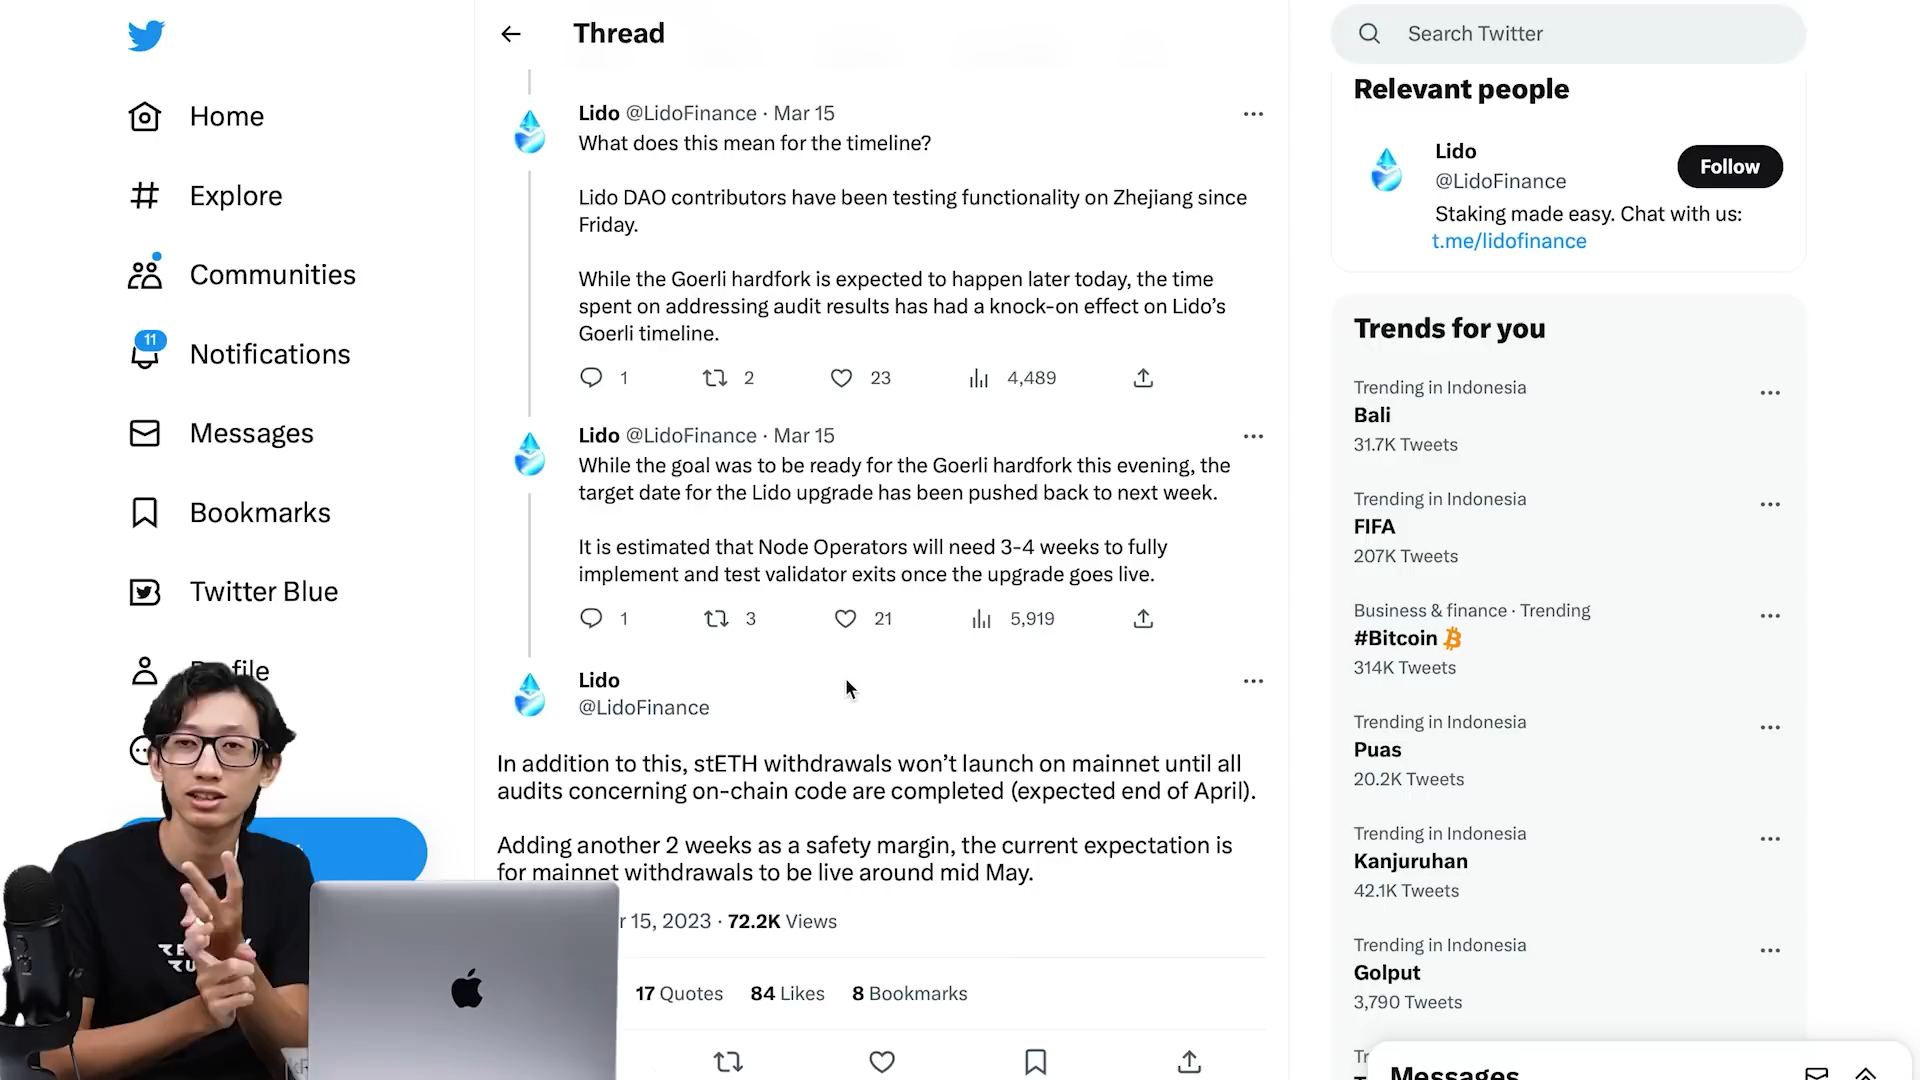 Home
Explore
Communities
11
Notifications
Messages
Bookmarks
Twitter Blue
Thread
Lido @LidoFinance · Mar 15
What does this mean for the timeline?
Lido DAO contributors have been testing functionality on Zhejiang since
Friday.
While the Goerli hardfork is expected to happen later today, the time
spent on addressing audit results has had a knock-on effect on Lido’s
Goerli timeline.
1 2 23 4,489
Lido @LidoFinance · Mar 15
While the goal was to be ready for the Goerli hardfork this evening, the
target date for the Lido upgrade has been pushed back to next week.
It is estimated that Node Operators will need 3-4 weeks to fully
implement and test validator exits once the upgrade goes live.
1 3 21 5,919
Lido
@LidoFinance
In addition to this, stETH withdrawals won’t launch on mainnet until all
audits concerning on-chain code are completed (expected end of April).
Adding another 2 weeks as a safety margin, the current expectation is
for mainnet withdrawals to be live around mid May.
15, 2023 · 72.2K Views
17 Quotes 84 Likes 8 Bookmarks
Search Twitter
Relevant people
Lido
@LidoFinance
Follow
Staking made easy. Chat with us:
t.me/lidofinance
Trends for you
Trending in Indonesia
Bali
31.7K Tweets
Trending in Indonesia
FIFA
207K Tweets
Business & finance · Trending
#Bitcoin
314K Tweets
Trending in Indonesia
Puas
20.2K Tweets
Trending in Indonesia
Kanjuruhan
42.1K Tweets
Trending in Indonesia
Golput
3,790 Tweets
Messages